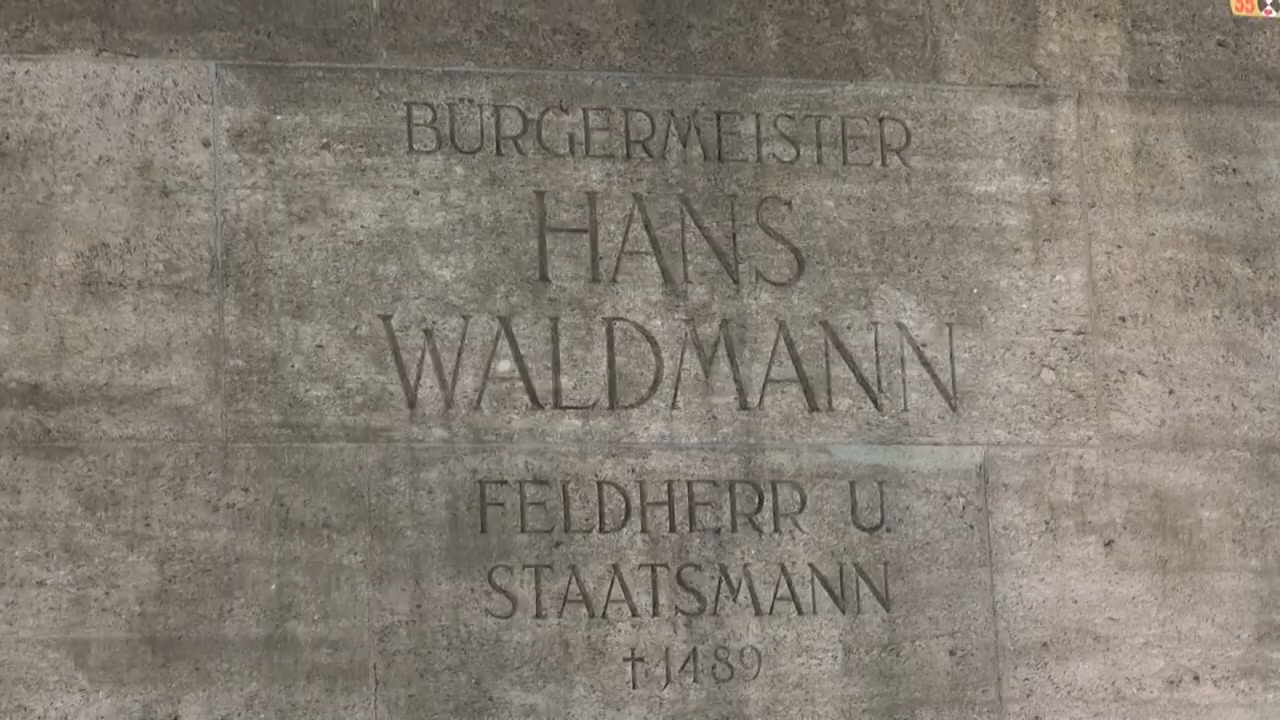 BÜRGERMEISTER
HANS
WALDMANN
FELDHERR U.
STAATSMANN
† 1489